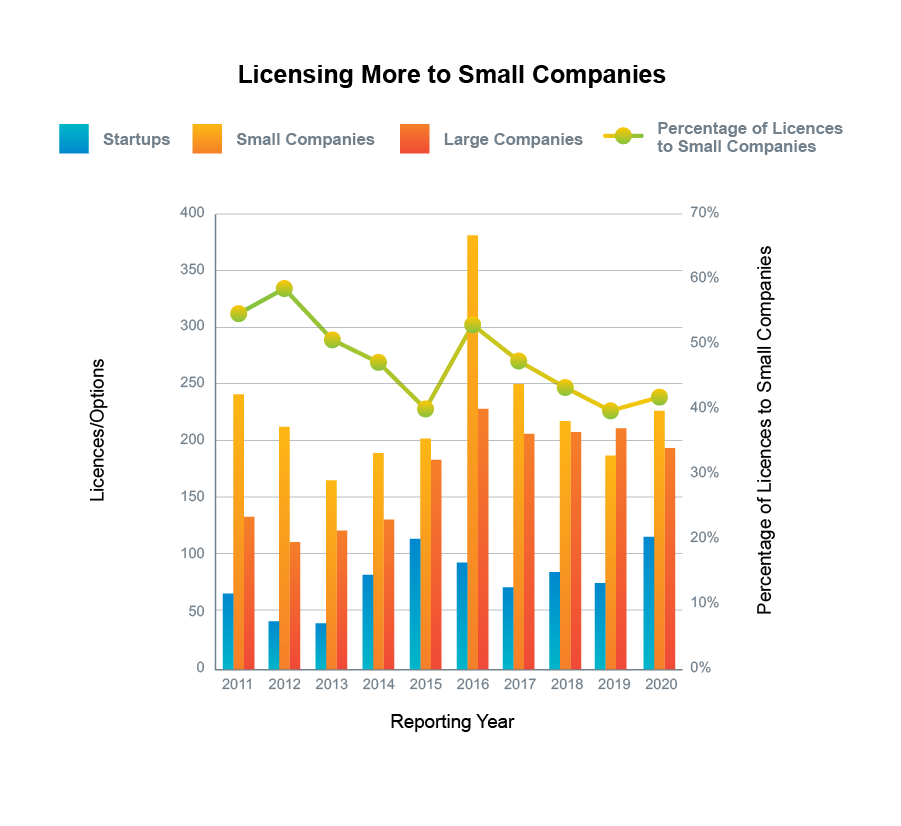 Licensing More to Small Companies
Startups
Small Companies
Large Companies
Percentage of Licences
to Small Companies
400
350
300
250
200
150
100
50
0
70%
60%
50%
40%
30%
20%
10%
0%
Licences/Options
Percentage of Licences to Small Companies
2011 2012 2013 2014 2015 2016 2017 2018 2019 2020
Reporting Year